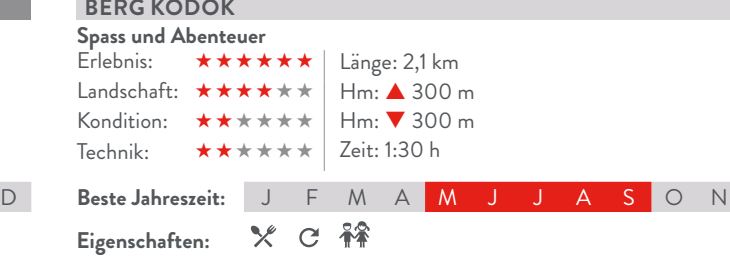 BERG KODOK
Spass und Abenteuer
Erlebnis: ★★★★★★
Länge: 2,1 km
Landschaft: ★★★★★★
Hm: ▲ 300 m
Kondition: ★★★★★★
Hm: ▼ 300 m
Technik: ★★★★★★
Zeit: 1:30 h
D
Beste Jahreszeit: J F M A M J J A S O N
Eigenschaften: